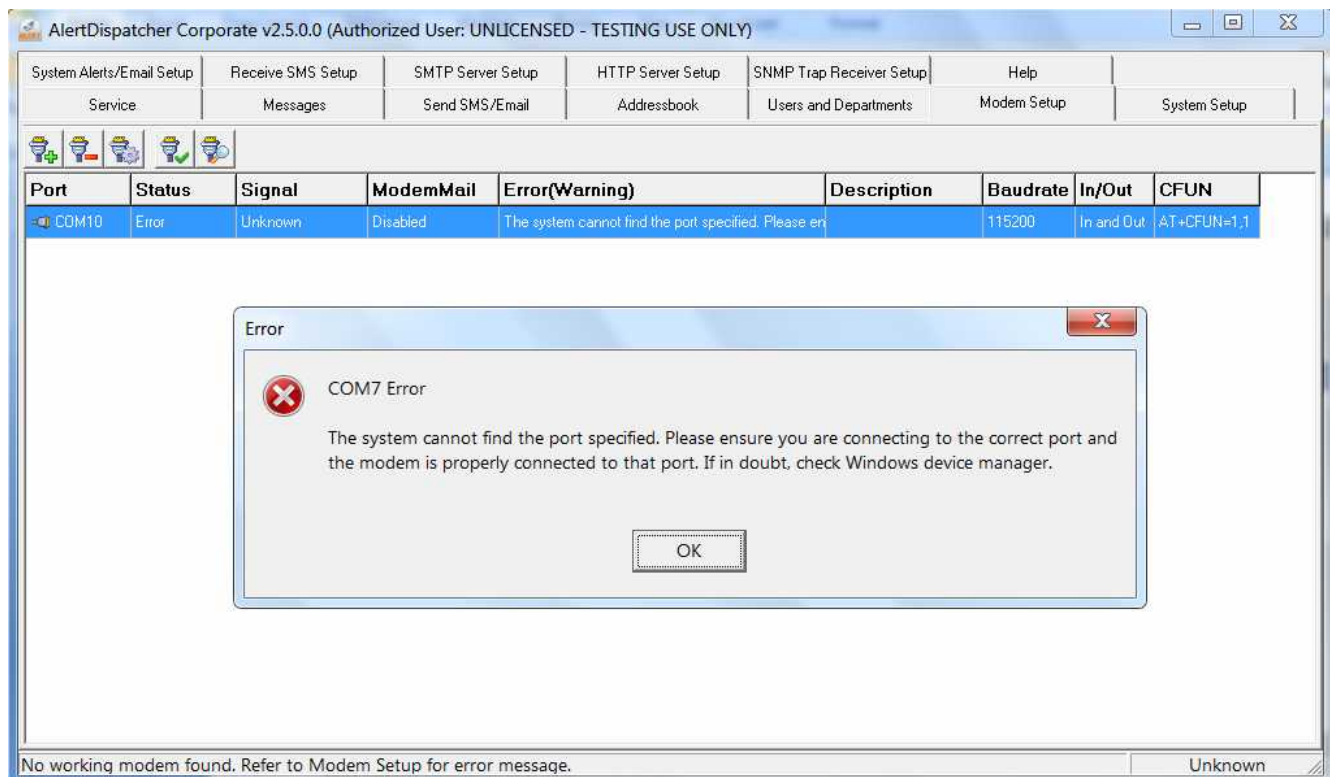 AlertDispatcher Corporate v2.5.0.0 (Authorized User: UNLICENSED - TESTING USE ONLY)
System Alerts/Email Setup Receive SMS Setup SMTP Server Setup HTTP Server Setup SNMP Trap Receiver Setup Help
Service Messages Send SMS/Email Addressbook Users and Departments Modem Setup System Setup
Port Status Signal ModemMail Error(Warning) Description Baudrate In/Out CFUN
COM10 Error Unknown Disabled The system cannot find the port specified. Please en 115200 In and Out AT+CFUN=1,1
Error
COM7 Error
The system cannot find the port specified. Please ensure you are connecting to the correct port and
the modem is properly connected to that port. If in doubt, check Windows device manager.
OK
No working modem found. Refer to Modem Setup for error message. Unknown